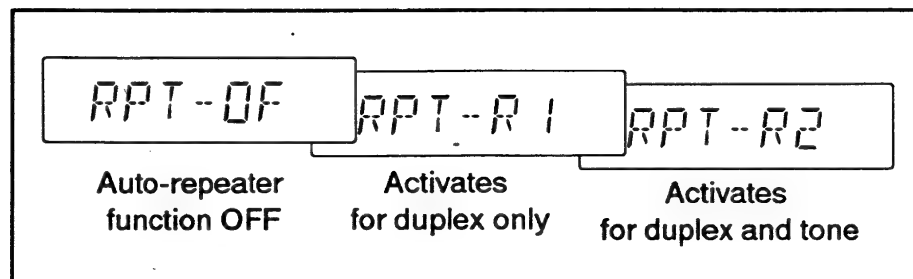 RPT-OF
RPT-R1
RPT-R2
Auto-repeater
function OFF
Activates
for duplex only
Activates
for duplex and tone